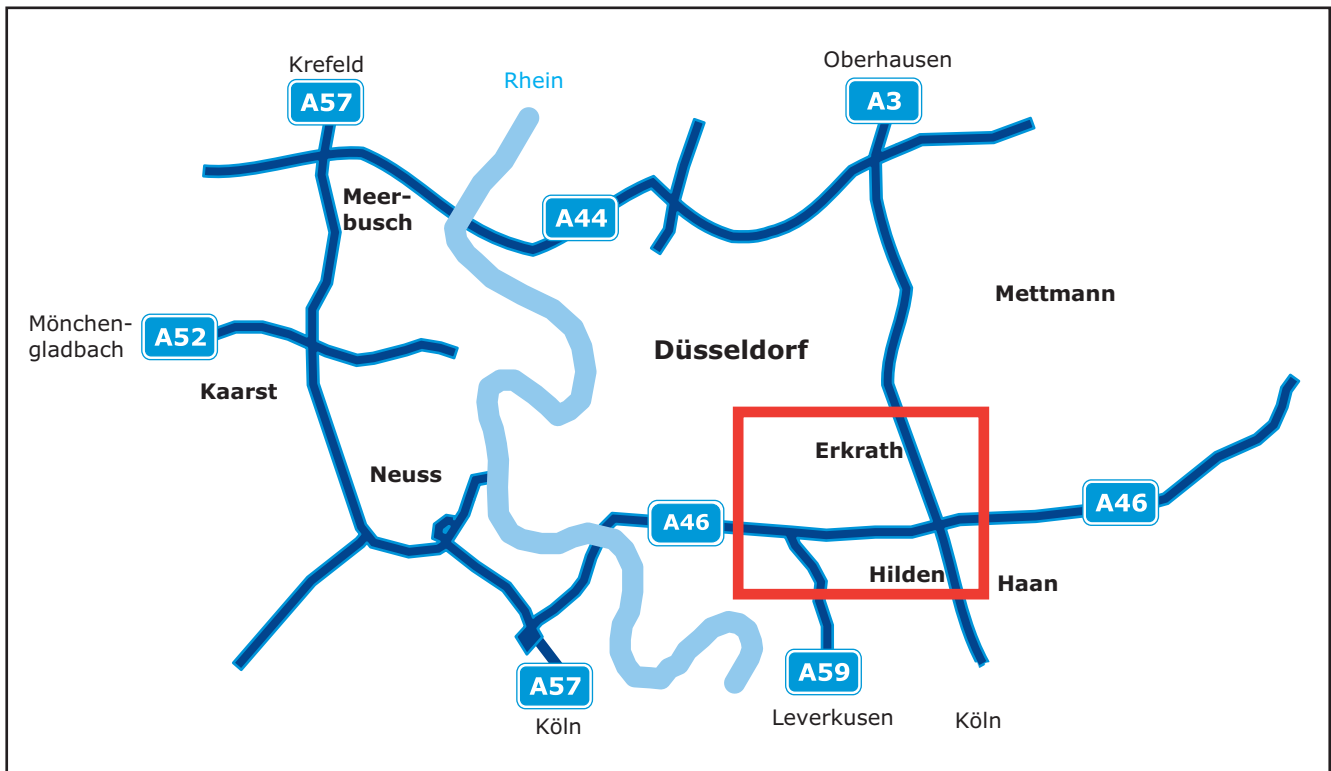 Krefeld
A57
Rhein
Oberhausen
A3
Meer-
busch
A44
Mettmann
Mönchen-
gladbach
A52
Düsseldorf
Kaarst
Erkrath
Neuss
A46
A46
Hilden
Haan
A57
Köln
A59
Leverkusen
Köln